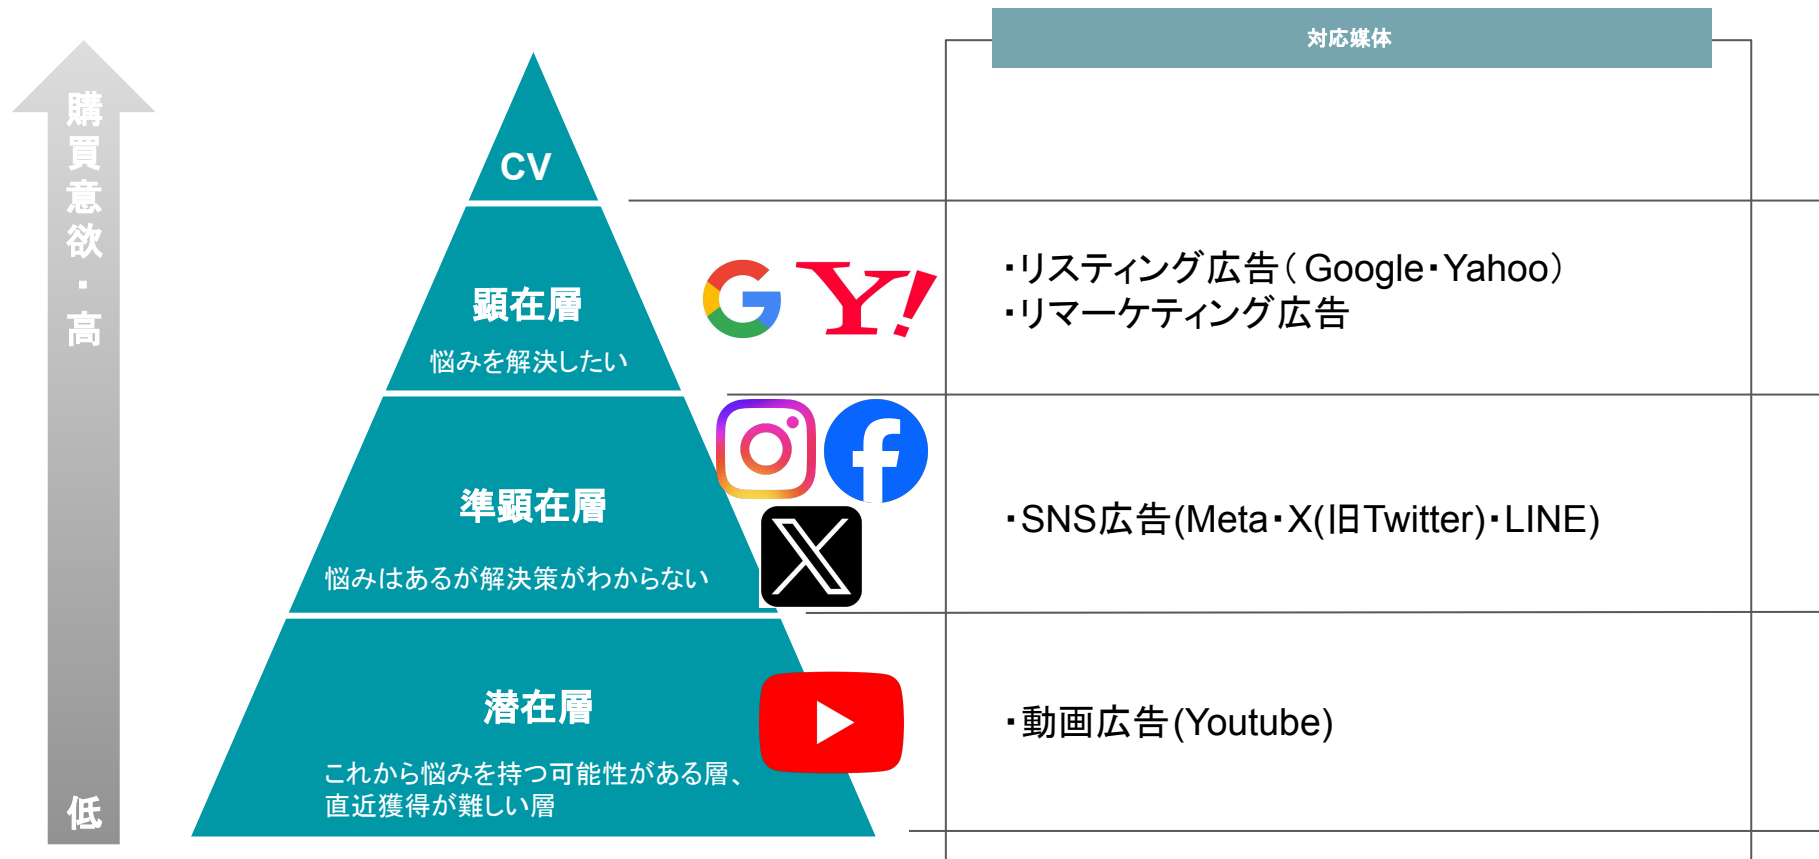 対応媒体
購買意欲・高
低
CV
顕在層
悩みを解決したい
・リスティング広告（Google・Yahoo）
・リマーケティング広告
準顕在層
悩みはあるが解決策がわからない
・SNS広告(Meta・X(旧Twitter)・LINE)
潜在層
これから悩みを持つ可能性がある層、
直近獲得が難しい層
・動画広告(Youtube)